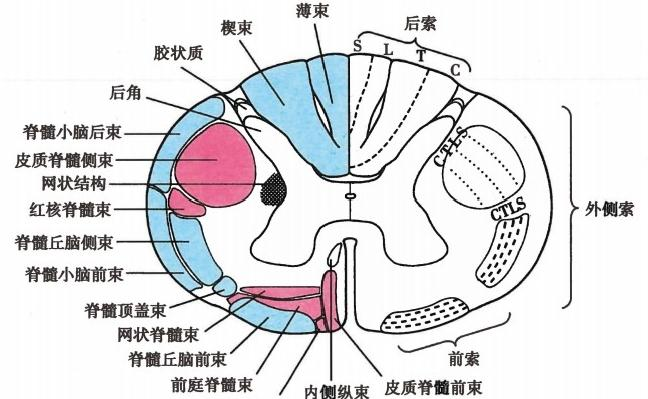 薄束
楔束
后索
S L T C
胶状质
后角
脊髓小脑后束
皮质脊髓侧束
网状结构
红核脊髓束
脊髓丘脑侧束
脊髓小脑前束
脊髓顶盖束
网状脊髓束
脊髓丘脑前束
前庭脊髓束
内侧纵束
皮质脊髓前束
CTLS
CTLS
外侧索
前索